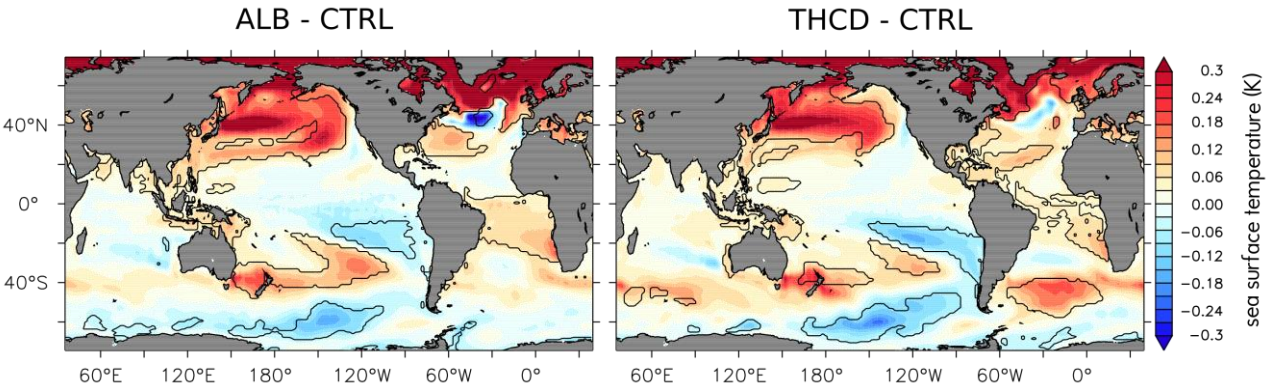 ALB - CTRL
THCD - CTRL
40°N
0°
40°S
60°E 120°E 180° 120°W 60°W 0°
60°E 120°E 180° 120°W 60°W 0°
0.3
0.24
0.18
0.12
0.06
0.00
−0.06
−0.12
−0.18
−0.24
−0.3
sea surface temperature (K)